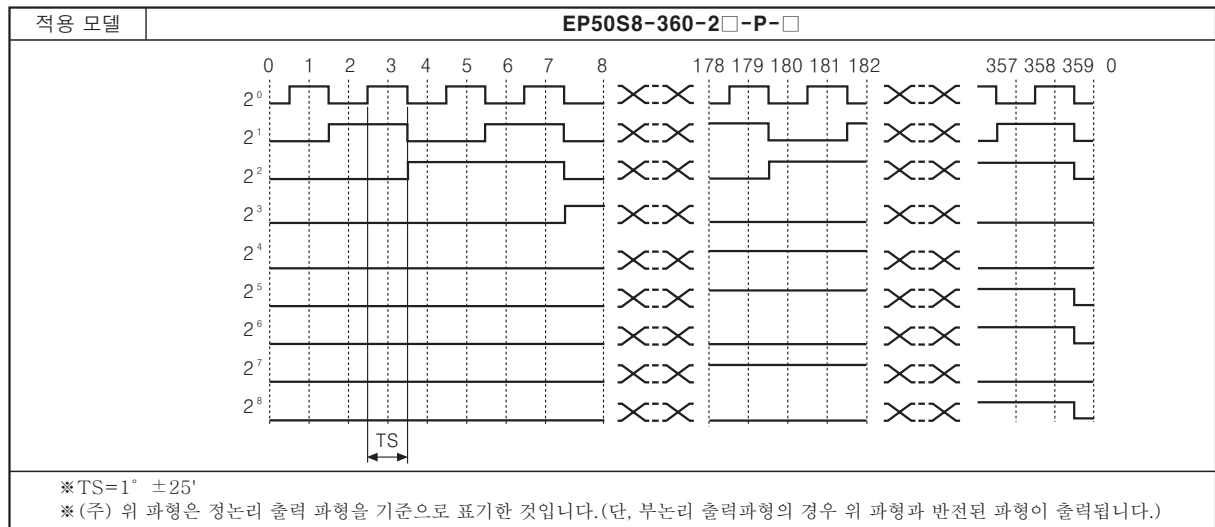 적용 모델 EP50S8-360-2□-P-□
0 1 2 3 4 5 6 7 8 178 179 180 181 182 357 358 359 0
2⁰
2¹
2²
2³
2⁴
2⁵
2⁶
2⁷
2⁸
TS
※TS=1° ±25'
※(주) 위 파형은 정논리 출력 파형을 기준으로 표기한 것입니다.(단, 부논리 출력파형의 경우 위 파형과 반전된 파형이 출력됩니다.)